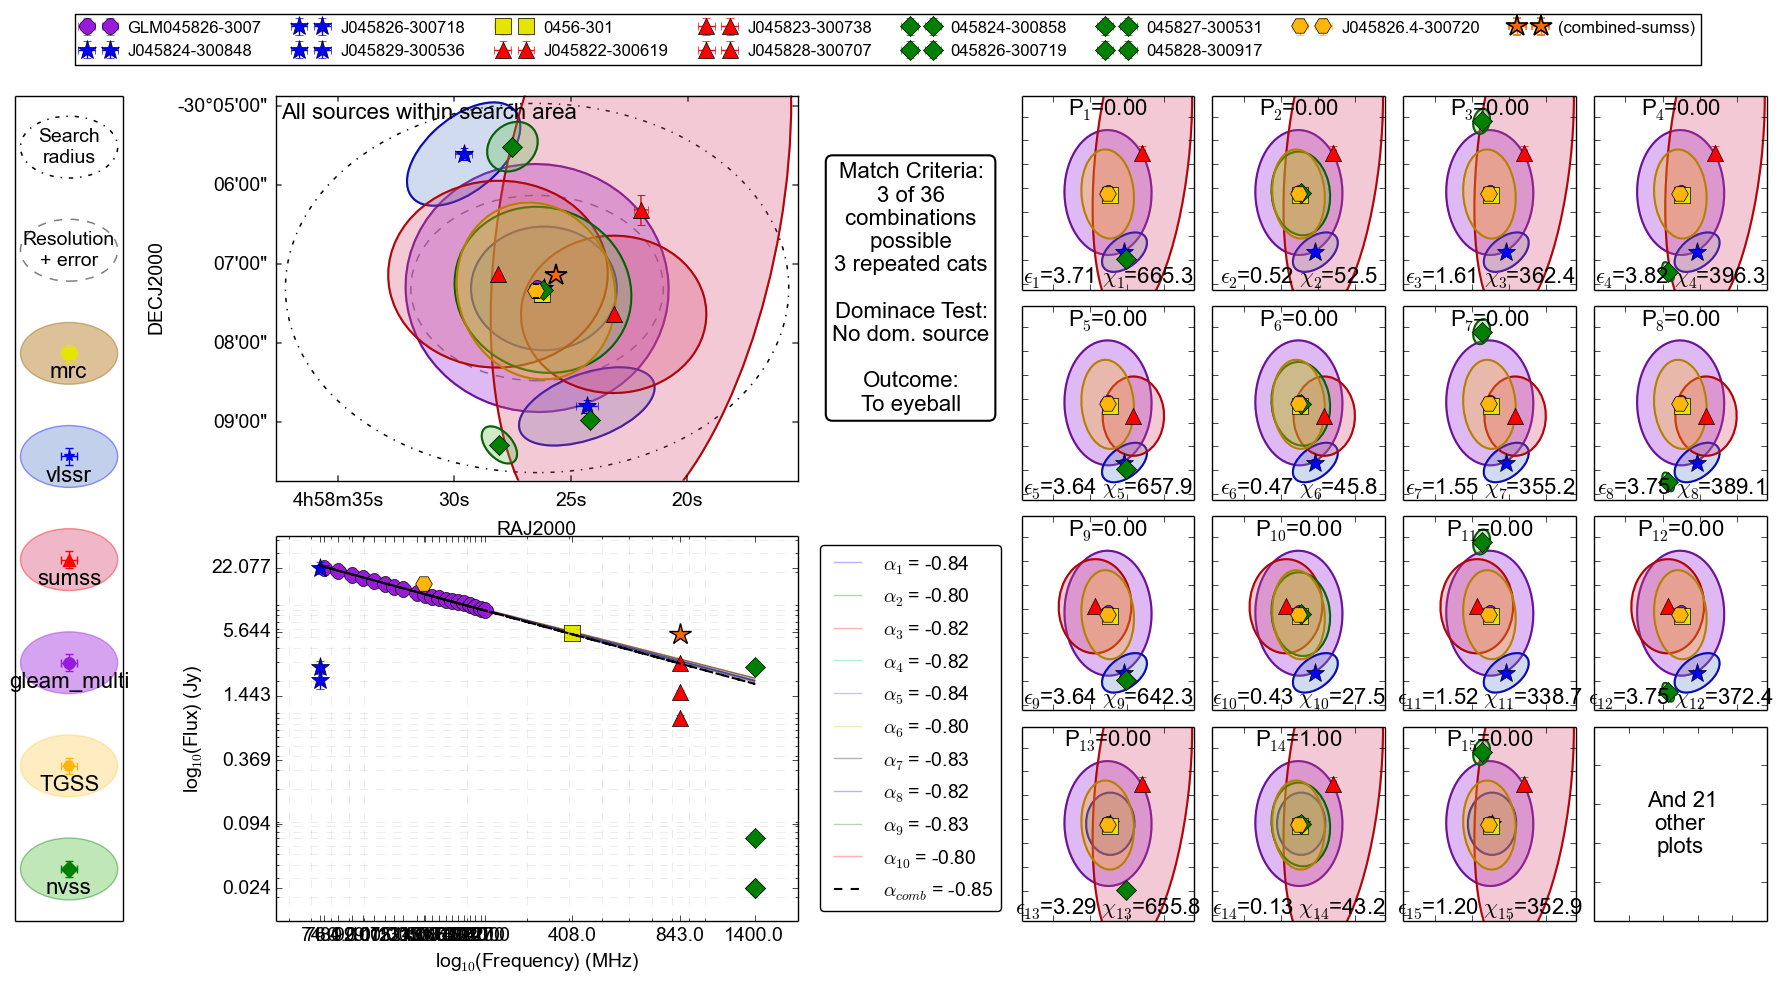 GLM045826-3007
J045826-300718
0456-301
J045823-300738
045824-300858
045827-300531
J045826.4-300720
(combined-sumss)
J045824-300848
J045829-300536
J045822-300619
J045828-300707
045826-300719
045828-300917
Search
radius
Resolution
+ error
mrc
vlssr
sumss
gleam_multi
TGSS
nvss
All sources within search area
DECJ2000
-30°05'00"
06'00"
07'00"
08'00"
09'00"
4h58m35s
30s
25s
20s
RAJ2000
Match Criteria:
3 of 36
combinations
possible
3 repeated cats
Dominace Test:
No dom. source
Outcome:
To eyeball
log10(Flux) (Jy)
22.077
5.644
1.443
0.369
0.094
0.024
408.0
843.0
1400.0
log10(Frequency) (MHz)
α1 = -0.84
α2 = -0.80
α3 = -0.82
α4 = -0.82
α5 = -0.84
α6 = -0.80
α7 = -0.83
α8 = -0.82
α9 = -0.83
α10 = -0.80
αcomb = -0.85
P1=0.00
ϵ1=3.71 χ1=665.3
P2=0.00
ϵ2=0.52 χ2=52.5
P3=0.00
ϵ3=1.61 χ3=362.4
P4=0.00
ϵ4=3.82 χ4=396.3
P5=0.00
ϵ5=3.64 χ5=657.9
P6=0.00
ϵ6=0.47 χ6=45.8
P7=0.00
ϵ7=1.55 χ7=355.2
P8=0.00
ϵ8=3.75 χ8=389.1
P9=0.00
ϵ9=3.64 χ9=642.3
P10=0.00
ϵ10=0.43 χ10=27.5
P11=0.00
ϵ11=1.52 χ11=338.7
P12=0.00
ϵ12=3.75 χ12=372.4
P13=0.00
ϵ13=3.29 χ13=655.8
P14=1.00
ϵ14=0.13 χ14=43.2
P15=0.00
ϵ15=1.20 χ15=352.9
And 21
other
plots